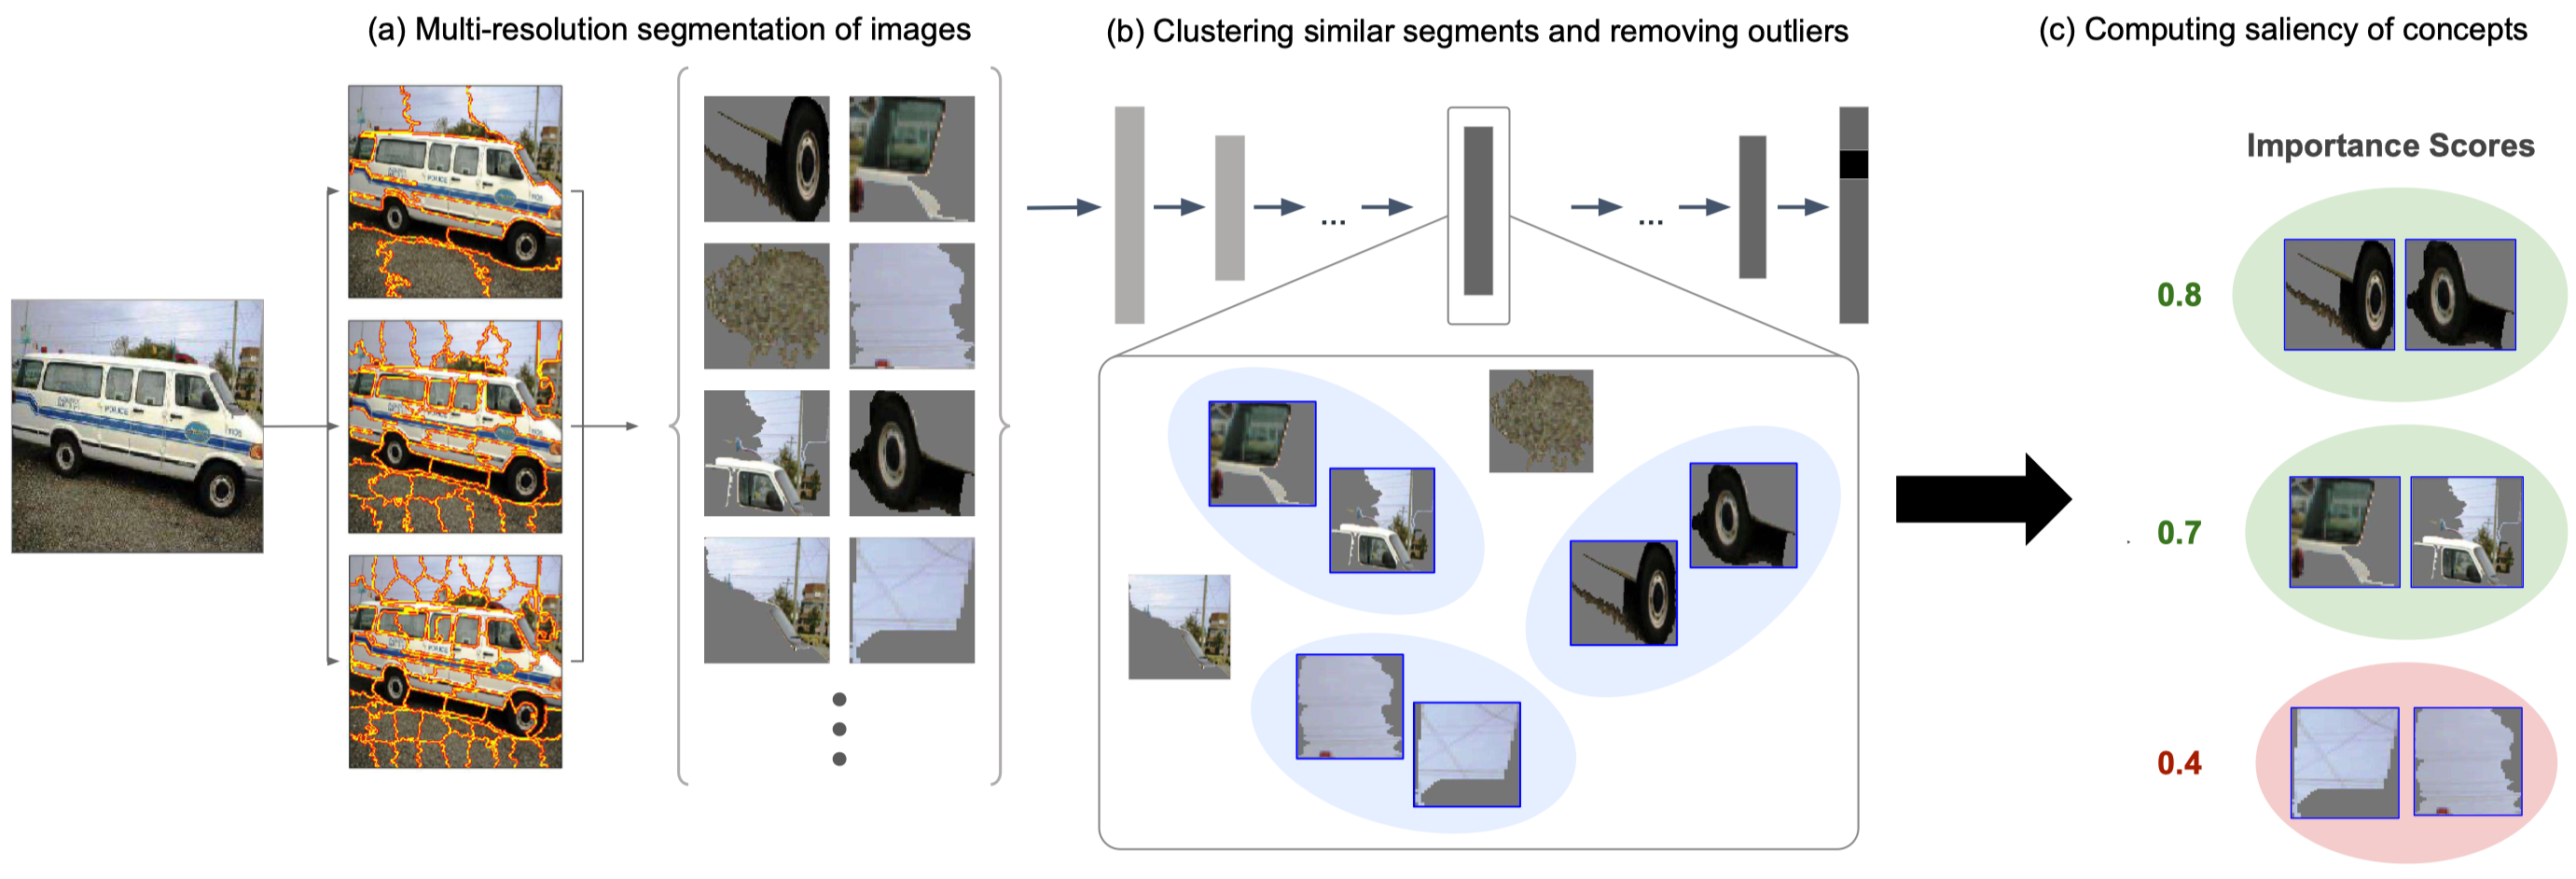 (a) Multi-resolution segmentation of images
(b) Clustering similar segments and removing outliers
(c) Computing saliency of concepts
Importance Scores
...
...
0.8
0.7
0.4
POLICE